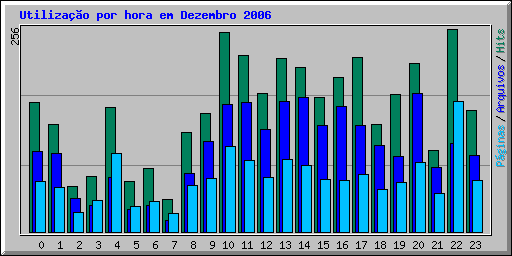 Utilização por hora em Dezembro 2006
256
Páginas / Arquivos / Hits
0 1 2 3 4 5 6 7 8 9 10 11 12 13 14 15 16 17 18 19 20 21 22 23